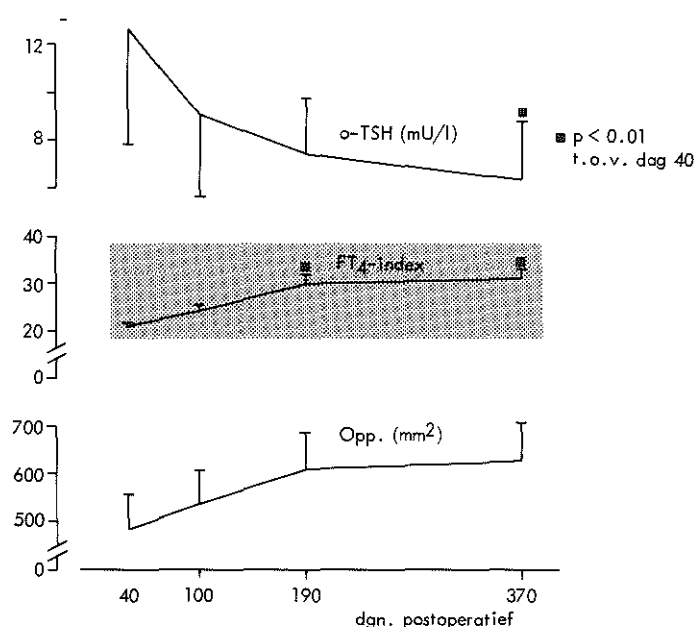 12
8
o-TSH (mU/l)
■ p < 0.01
t.o.v. dag 40
40
30
20
0
FT4-index
700
600
500
0
Opp. (mm²)
40 100 190 370
dgn. postoperatief